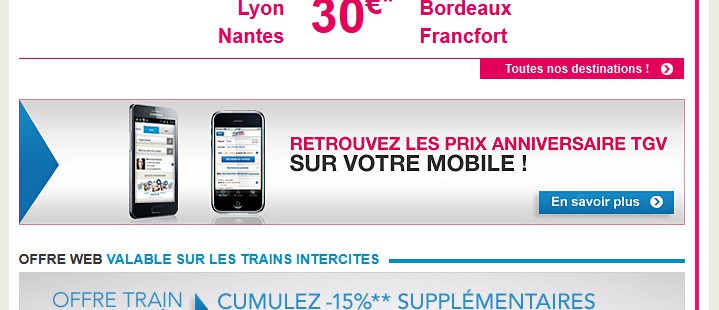 Lyon
Nantes
30€*
Bordeaux
Francfort
Toutes nos destinations !
RETROUVEZ LES PRIX ANNIVERSAIRE TGV
SUR VOTRE MOBILE !
En savoir plus
OFFRE WEB VALABLE SUR LES TRAINS INTERCITES
OFFRE TRAIN
CUMULEZ -15%** SUPPLÉMENTAIRES